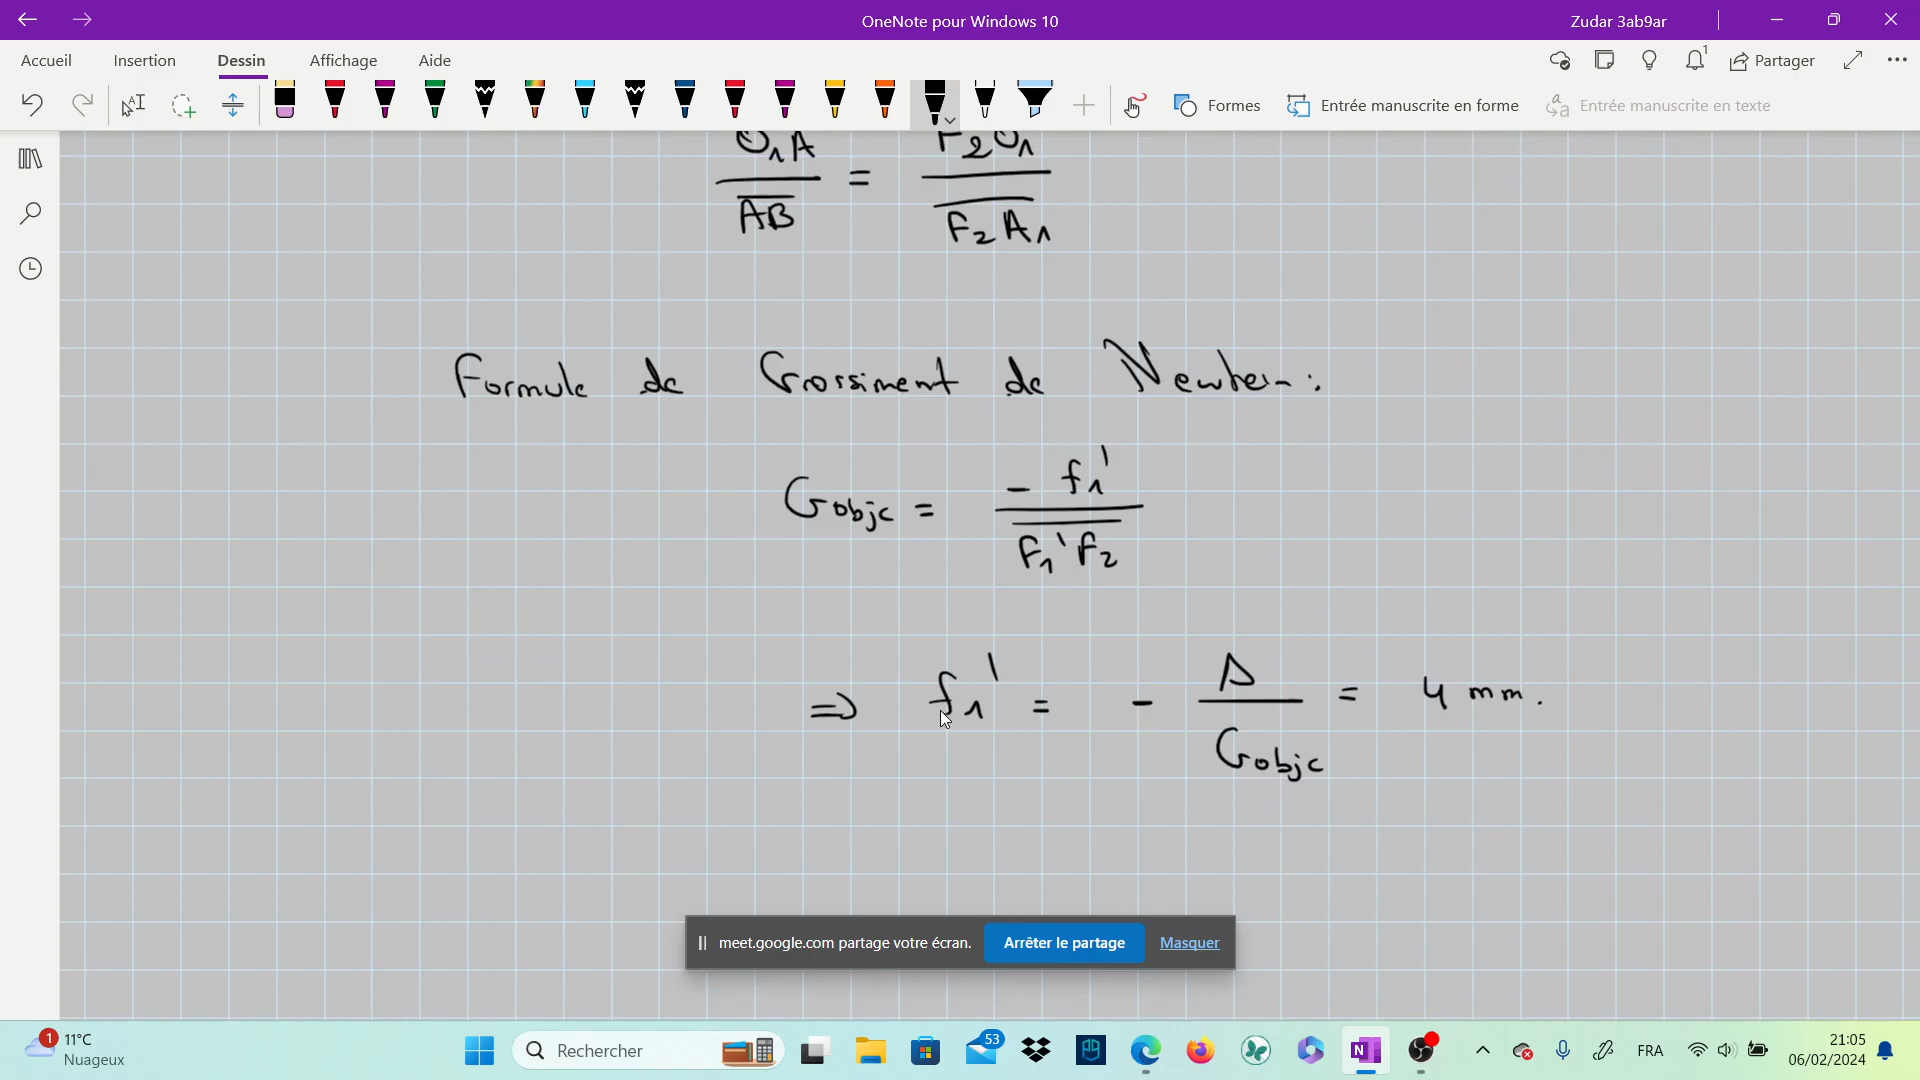 OneNote pour Windows 10
Zudar 3ab9ar
Accueil Insertion Dessin Affichage Aide
1
Partager
Formes Entrée manuscrite en forme Entrée manuscrite en texte
O₁A / AB = F₂O₁ / F₂A₁
Formule de Grossiment de Newton :
Gobjc = - f₁' / F₁'F₂
=> f₁' = - Δ / Gobjc = 4 mm.
meet.google.com partage votre écran. Arrêter le partage Masquer
1 11°C
Nuageux
Rechercher
53
FRA
21:05
06/02/2024